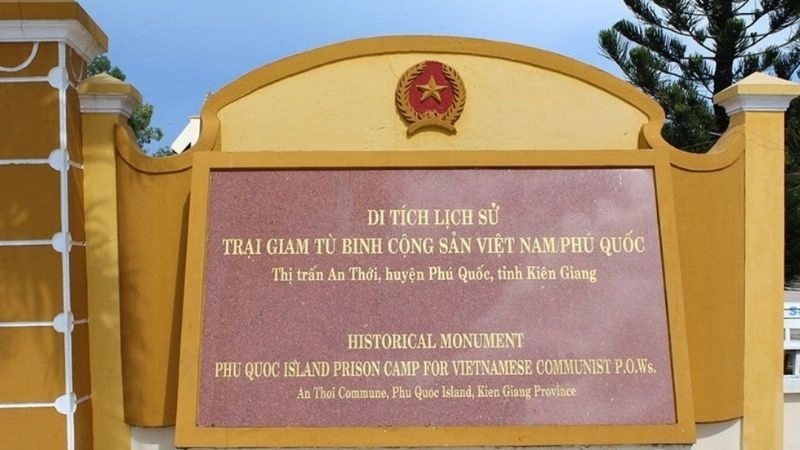 DI TÍCH LỊCH SỬ
TRẠI GIAM TÙ BINH CỘNG SẢN VIỆT NAM/PHÚ QUỐC
Thị trấn An Thới, huyện Phú Quốc, tỉnh Kiên Giang
HISTORICAL MONUMENT
PHU QUOC ISLAND PRISON CAMP FOR VIETNAMESE COMMUNIST P.O.Ws.
An Thoi Commune, Phu Quoc Island, Kien Giang Province